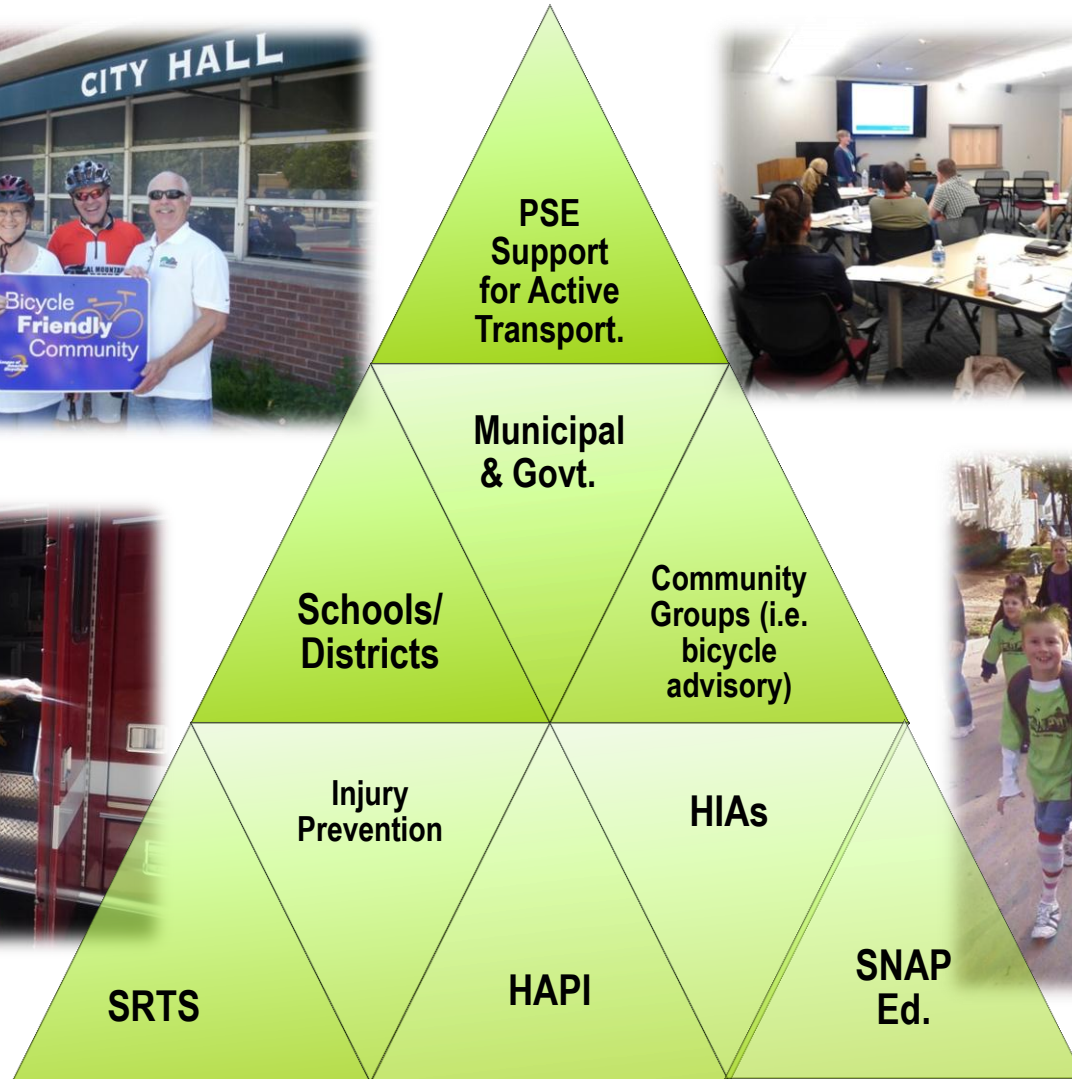 CITY HALL
Bicycle
Friendly
Community
PSE
Support
for Active
Transport.
Municipal
& Govt.
Schools/
Districts
Community
Groups (i.e.
bicycle
advisory)
Injury
Prevention
HIAs
SRTS
HAPI
SNAP
Ed.